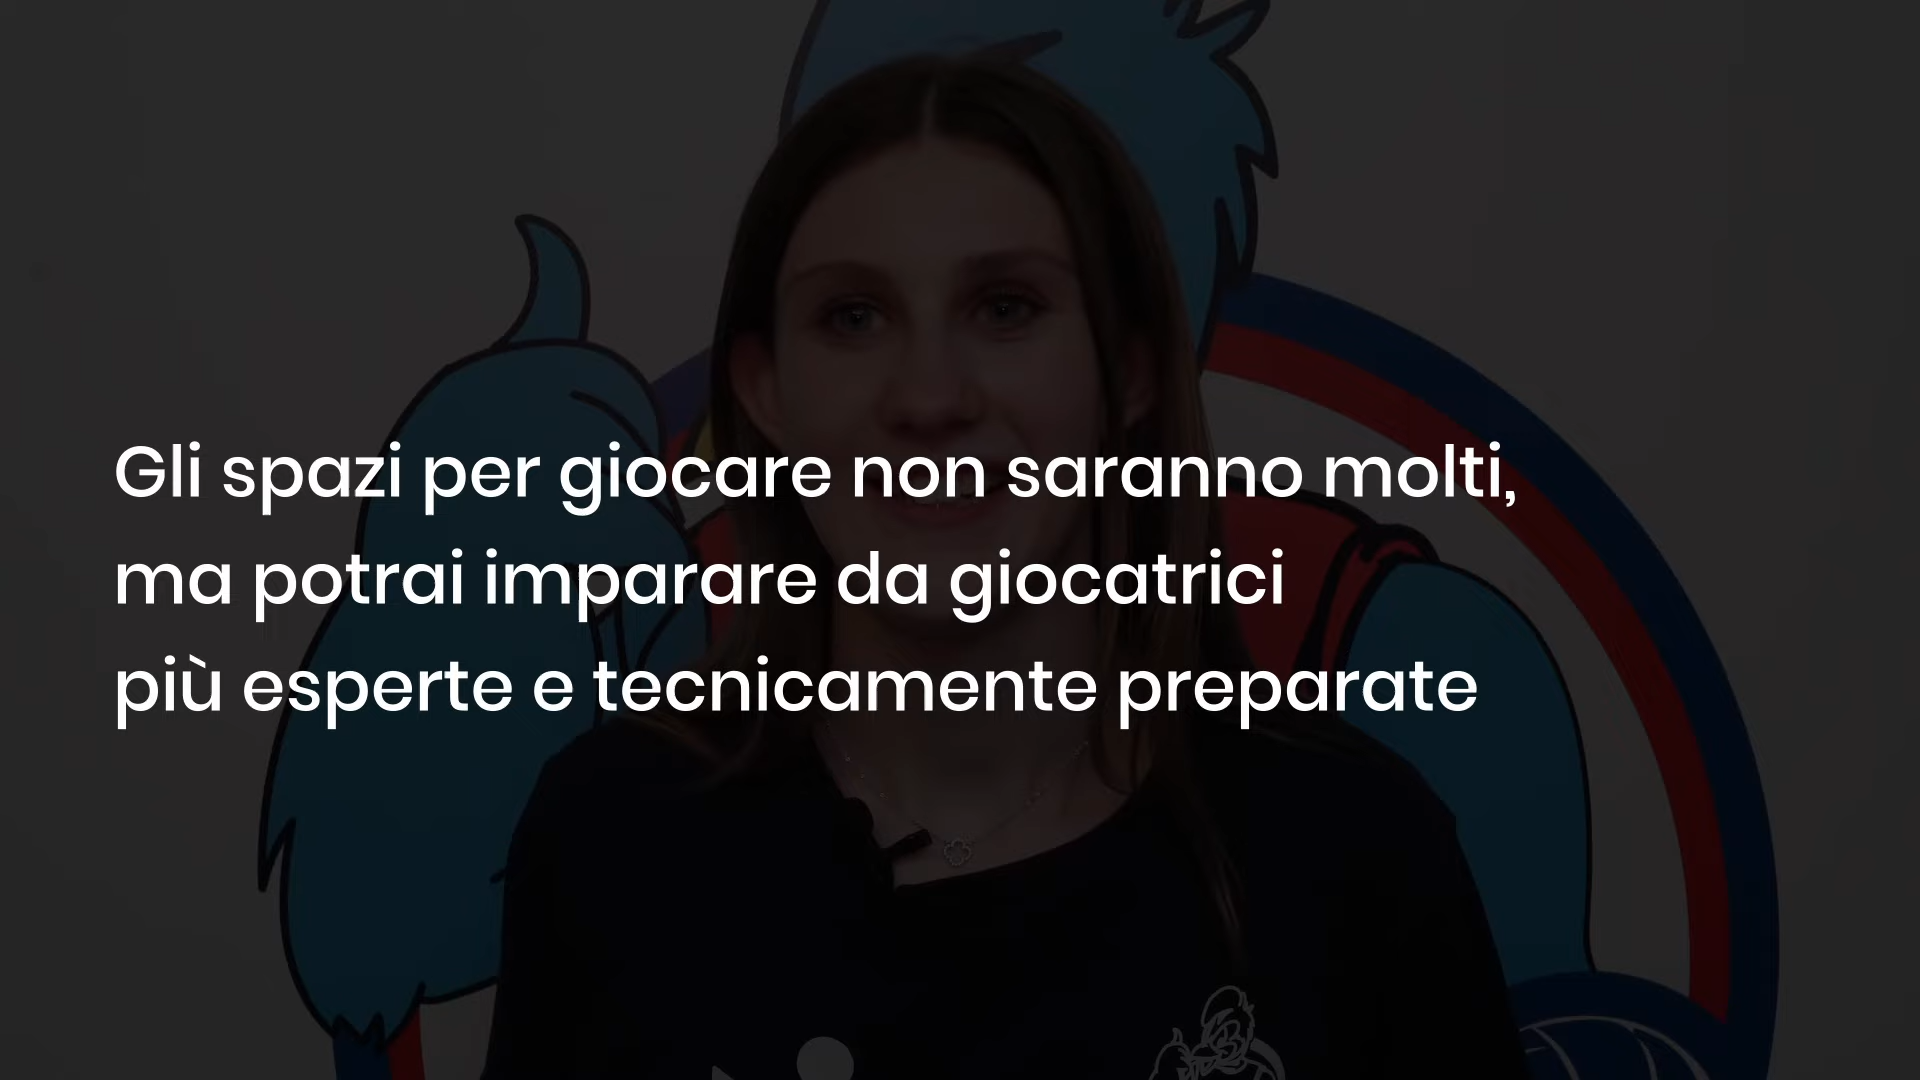 Gli spazi per giocare non saranno molti,
ma potrai imparare da giocatrici
più esperte e tecnicamente preparate